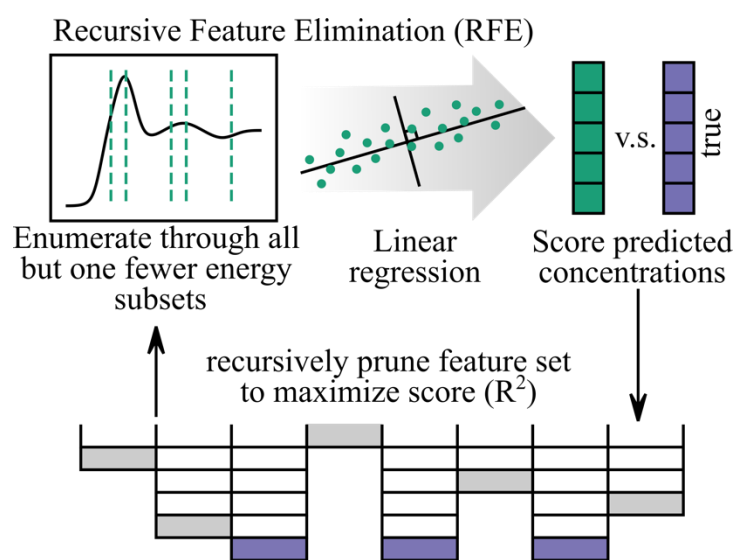 Recursive Feature Elimination (RFE)
v.s.
true
Enumerate through all
but one fewer energy
subsets
Linear
regression
Score predicted
concentrations
recursively prune feature set
to maximize score (R²)